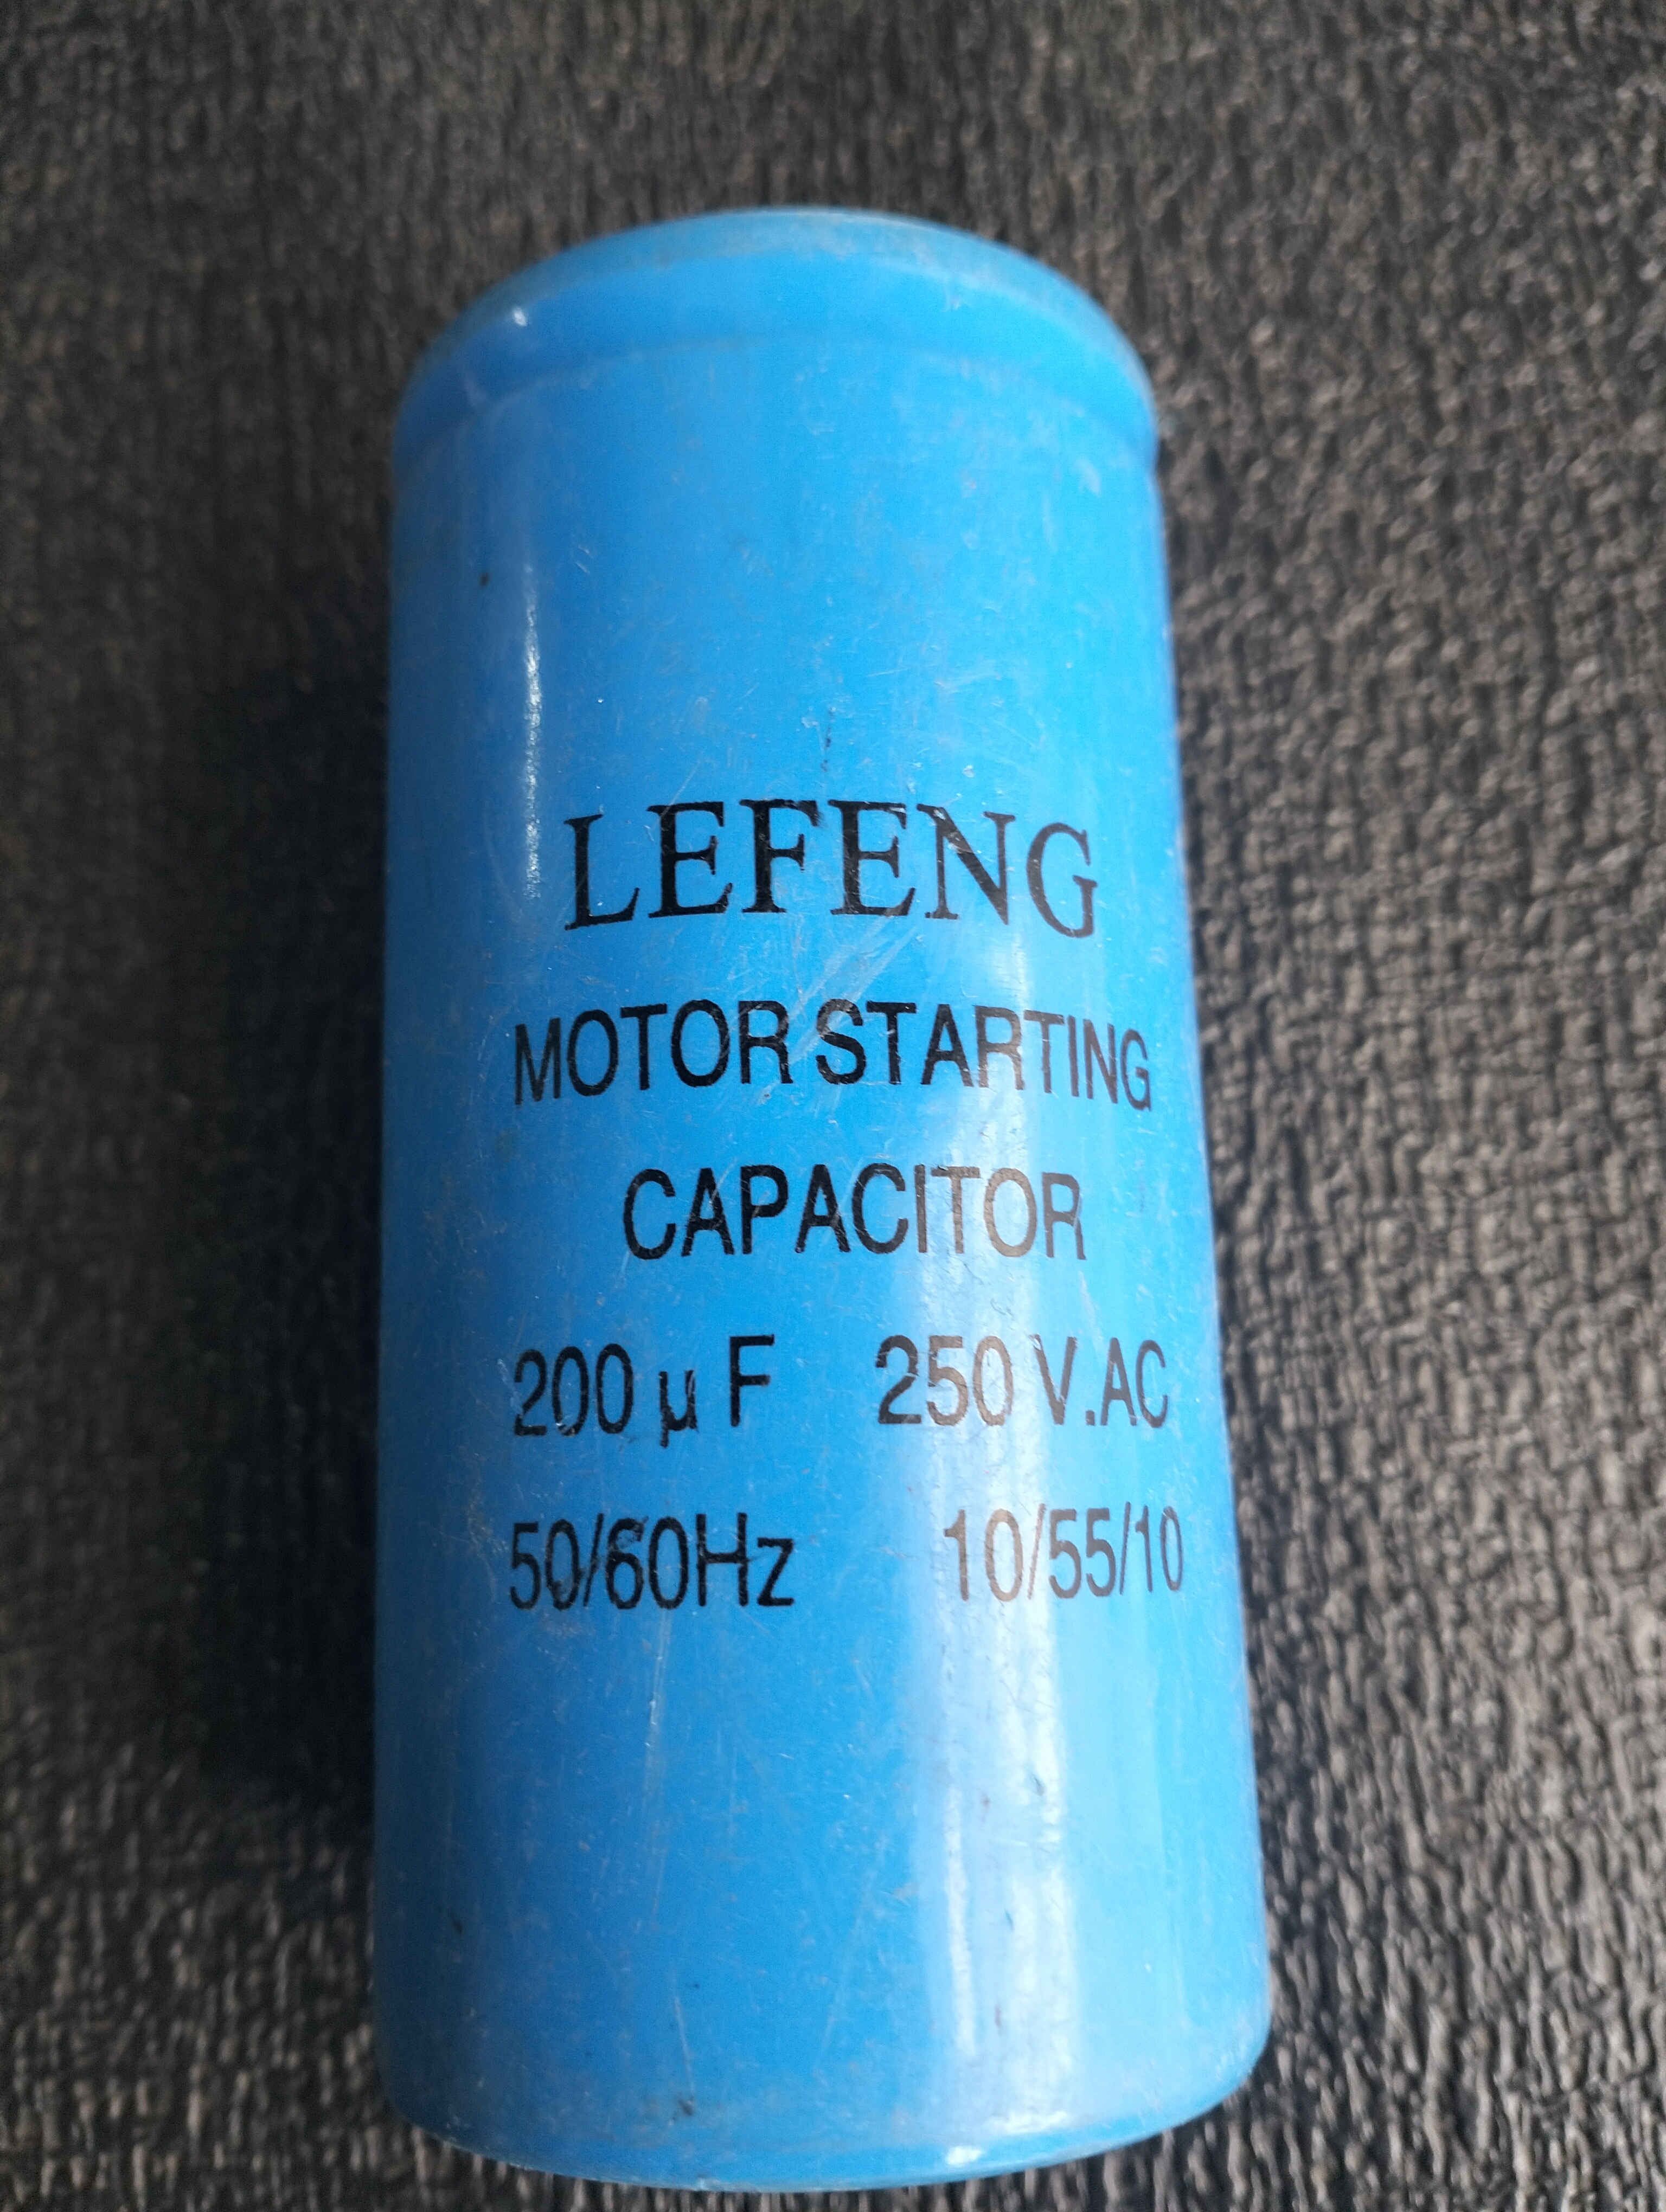 LEFENG
MOTOR STARTING
CAPACITOR
200 μ F 250 V.AC
50/60Hz 10/55/10